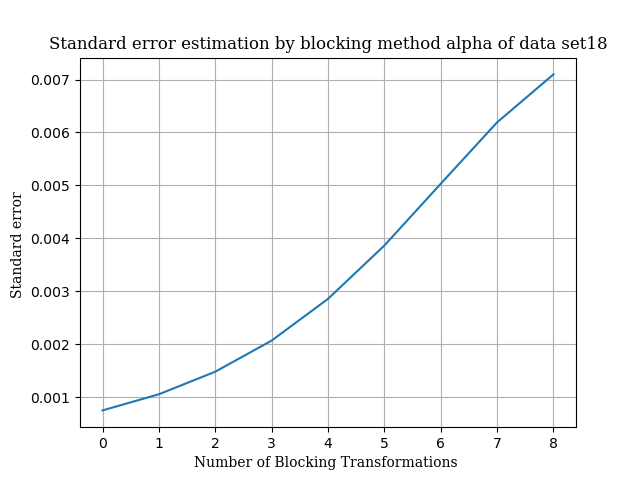 Standard error estimation by blocking method alpha of data set18
0.007
0.006
0.005
0.004
0.003
0.002
0.001
Standard error
0 1 2 3 4 5 6 7 8
Number of Blocking Transformations